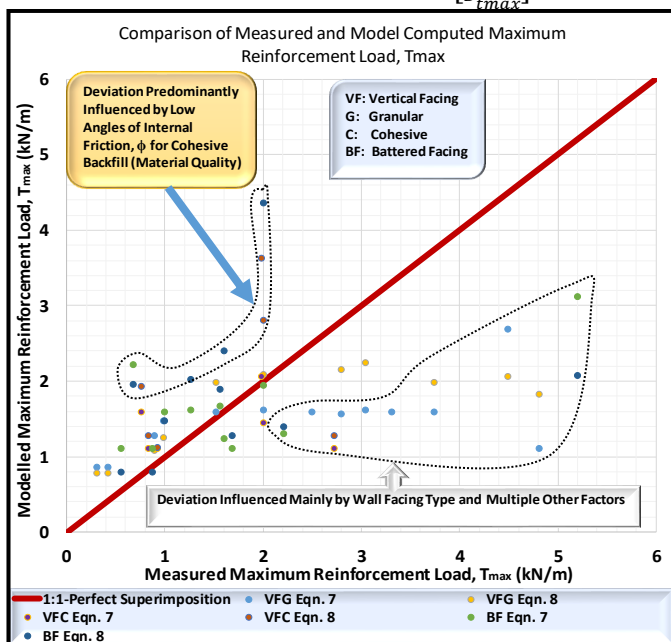 [T_tmax]
Comparison of Measured and Model Computed Maximum
Reinforcement Load, Tmax
Modelled Maximum Reinforcement Load, Tmax (kN/m)
6
5
4
3
2
1
0
Deviation Predominantly
Influenced by Low
Angles of Internal
Friction, ϕ for Cohesive
Backfill (Material Quality)
VF: Vertical Facing
G: Granular
C: Cohesive
BF: Battered Facing
Deviation Influenced Mainly by Wall Facing Type and Multiple Other Factors
0 1 2 3 4 5 6
Measured Maximum Reinforcement Load, Tmax (kN/m)
1:1-Perfect Superimposition VFG Eqn. 7 VFG Eqn. 8
VFC Eqn. 7 VFC Eqn. 8 BF Eqn. 7
BF Eqn. 8